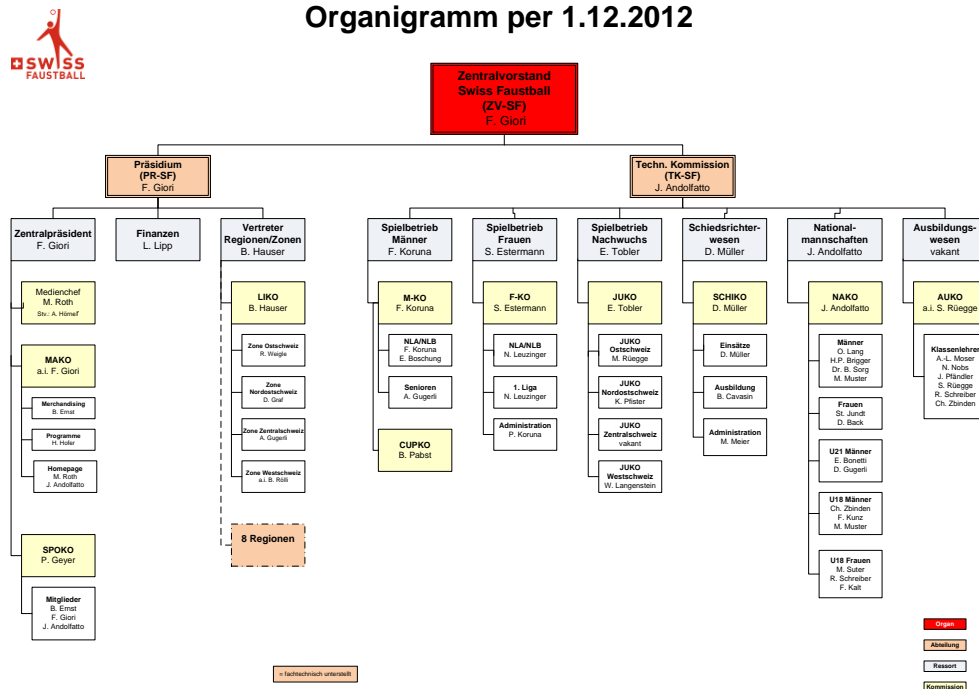 Organigramm per 1.12.2012
SWISS
FAUSTBALL
Zentralvorstand
Swiss Faustball
(ZV-SF)
F. Giori
Präsidium
(PR-SF)
F. Giori
Techn. Kommission
(TK-SF)
J. Andolfatto
Zentralpräsident
F. Giori
Finanzen
L. Lipp
Vertreter
Regionen/Zonen
B. Hauser
Spielbetrieb
Männer
F. Koruna
Spielbetrieb
Frauen
S. Estermann
Spielbetrieb
Nachwuchs
E. Tobler
Schiedsrichter-
wesen
D. Müller
National-
mannschaften
J. Andolfatto
Ausbildungs-
wesen
vakant
Medienchef
M. Roth
Stv.: A. Hörnelf
MAKO
a.i. F. Giori
Merchandising
B. Ernst
Programme
H. Hofer
Homepage
M. Roth
J. Andolfatto
SPOKO
P. Geyer
Mitglieder
B. Ernst
F. Giori
J. Andolfatto
LIKO
B. Hauser
Zone Ostschweiz
R. Weigle
Zone
Nordostschweiz
D. Graf
Zone Zentralschweiz
A. Gugerli
Zone Westschweiz
a.i. B. Rölli
8 Regionen
M-KO
F. Koruna
NLA/NLB
F. Koruna
E. Boschung
Senioren
A. Gugerli
CUPKO
B. Pabst
F-KO
S. Estermann
NLA/NLB
N. Leuzinger
1. Liga
N. Leuzinger
Administration
P. Koruna
JUKO
E. Tobler
JUKO
Ostschweiz
M. Rüegge
JUKO
Nordostschweiz
K. Pfister
JUKO
Zentralschweiz
vakant
JUKO
Westschweiz
W. Langenstein
SCHIKO
D. Müller
Einsätze
D. Müller
Ausbildung
B. Cavasin
Administration
M. Meier
NAKO
J. Andolfatto
Männer
O. Lang
H.P. Brigger
Dr. B. Sorg
M. Muster
Frauen
St. Jundt
D. Back
U21 Männer
E. Bonetti
D. Gugerli
U18 Männer
Ch. Zbinden
F. Kunz
M. Muster
U18 Frauen
M. Suter
R. Schreiber
F. Kalt
AUKO
a.i. S. Rüegge
Klassenlehrer
A.-L. Moser
N. Nobs
J. Pfändler
S. Rüegge
R. Schreiber
Ch. Zbinden
= fachtechnisch unterstellt
Organ
Abteilung
Ressort
Kommission